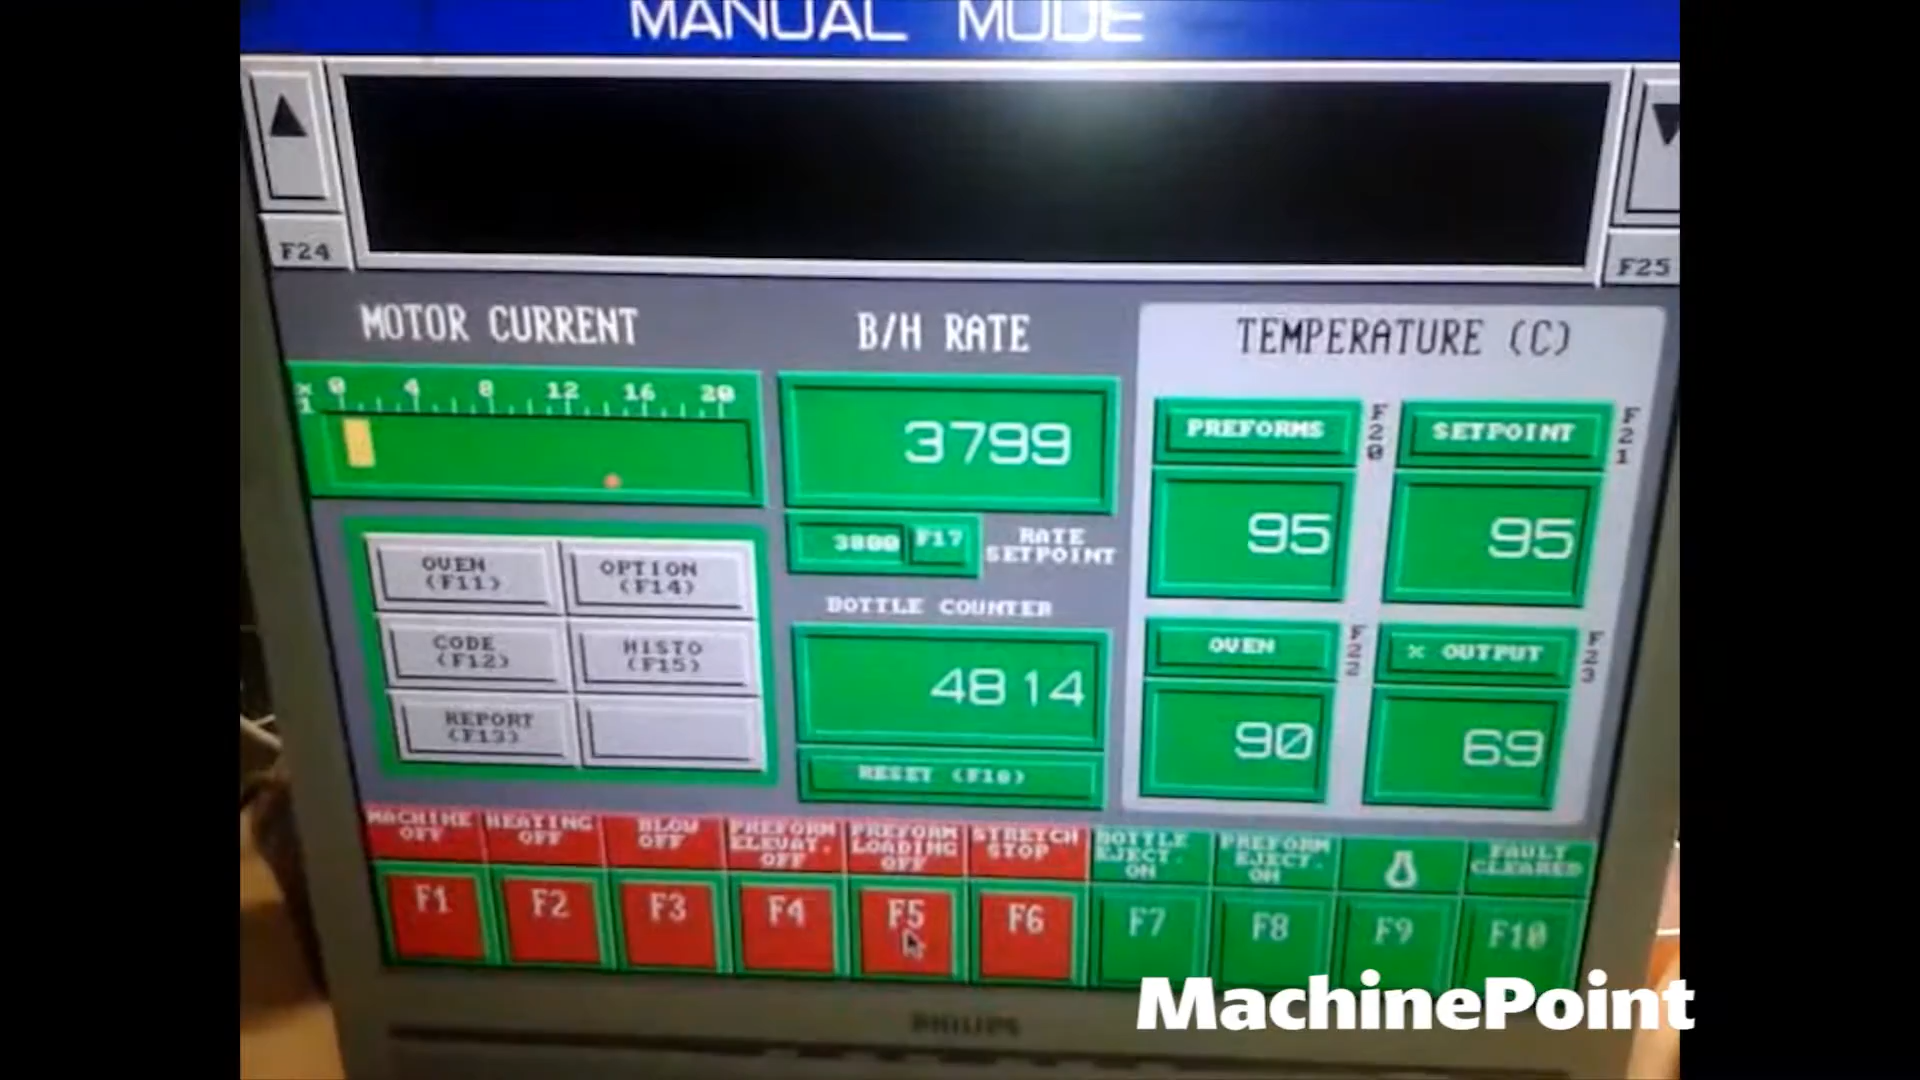 MANUAL MODE
F24
F25
MOTOR CURRENT
B/H RATE
TEMPERATURE (C)
x 1
0 4 8 12 16 20
3799
PREFORMS
F20
SETPOINT
F21
95
95
3800 F17
RATE SETPOINT
OVEN (F11)
OPTION (F14)
CODE (F12)
HISTO (F15)
REPORT (F13)
BOTTLE COUNTER
4814
RESET (F18)
OVEN
F22
% OUTPUT
F23
90
69
MACHINE OFF
HEATING OFF
BLOW OFF
PREFORM ELEVAT. OFF
PREFORM LOADING OFF
STRETCH STOP
BOTTLE EJECT. ON
PREFORM EJECT. ON
FAULT CLEARED
F1 F2 F3 F4 F5 F6 F7 F8 F9 F10
PHILIPS
MachinePoint